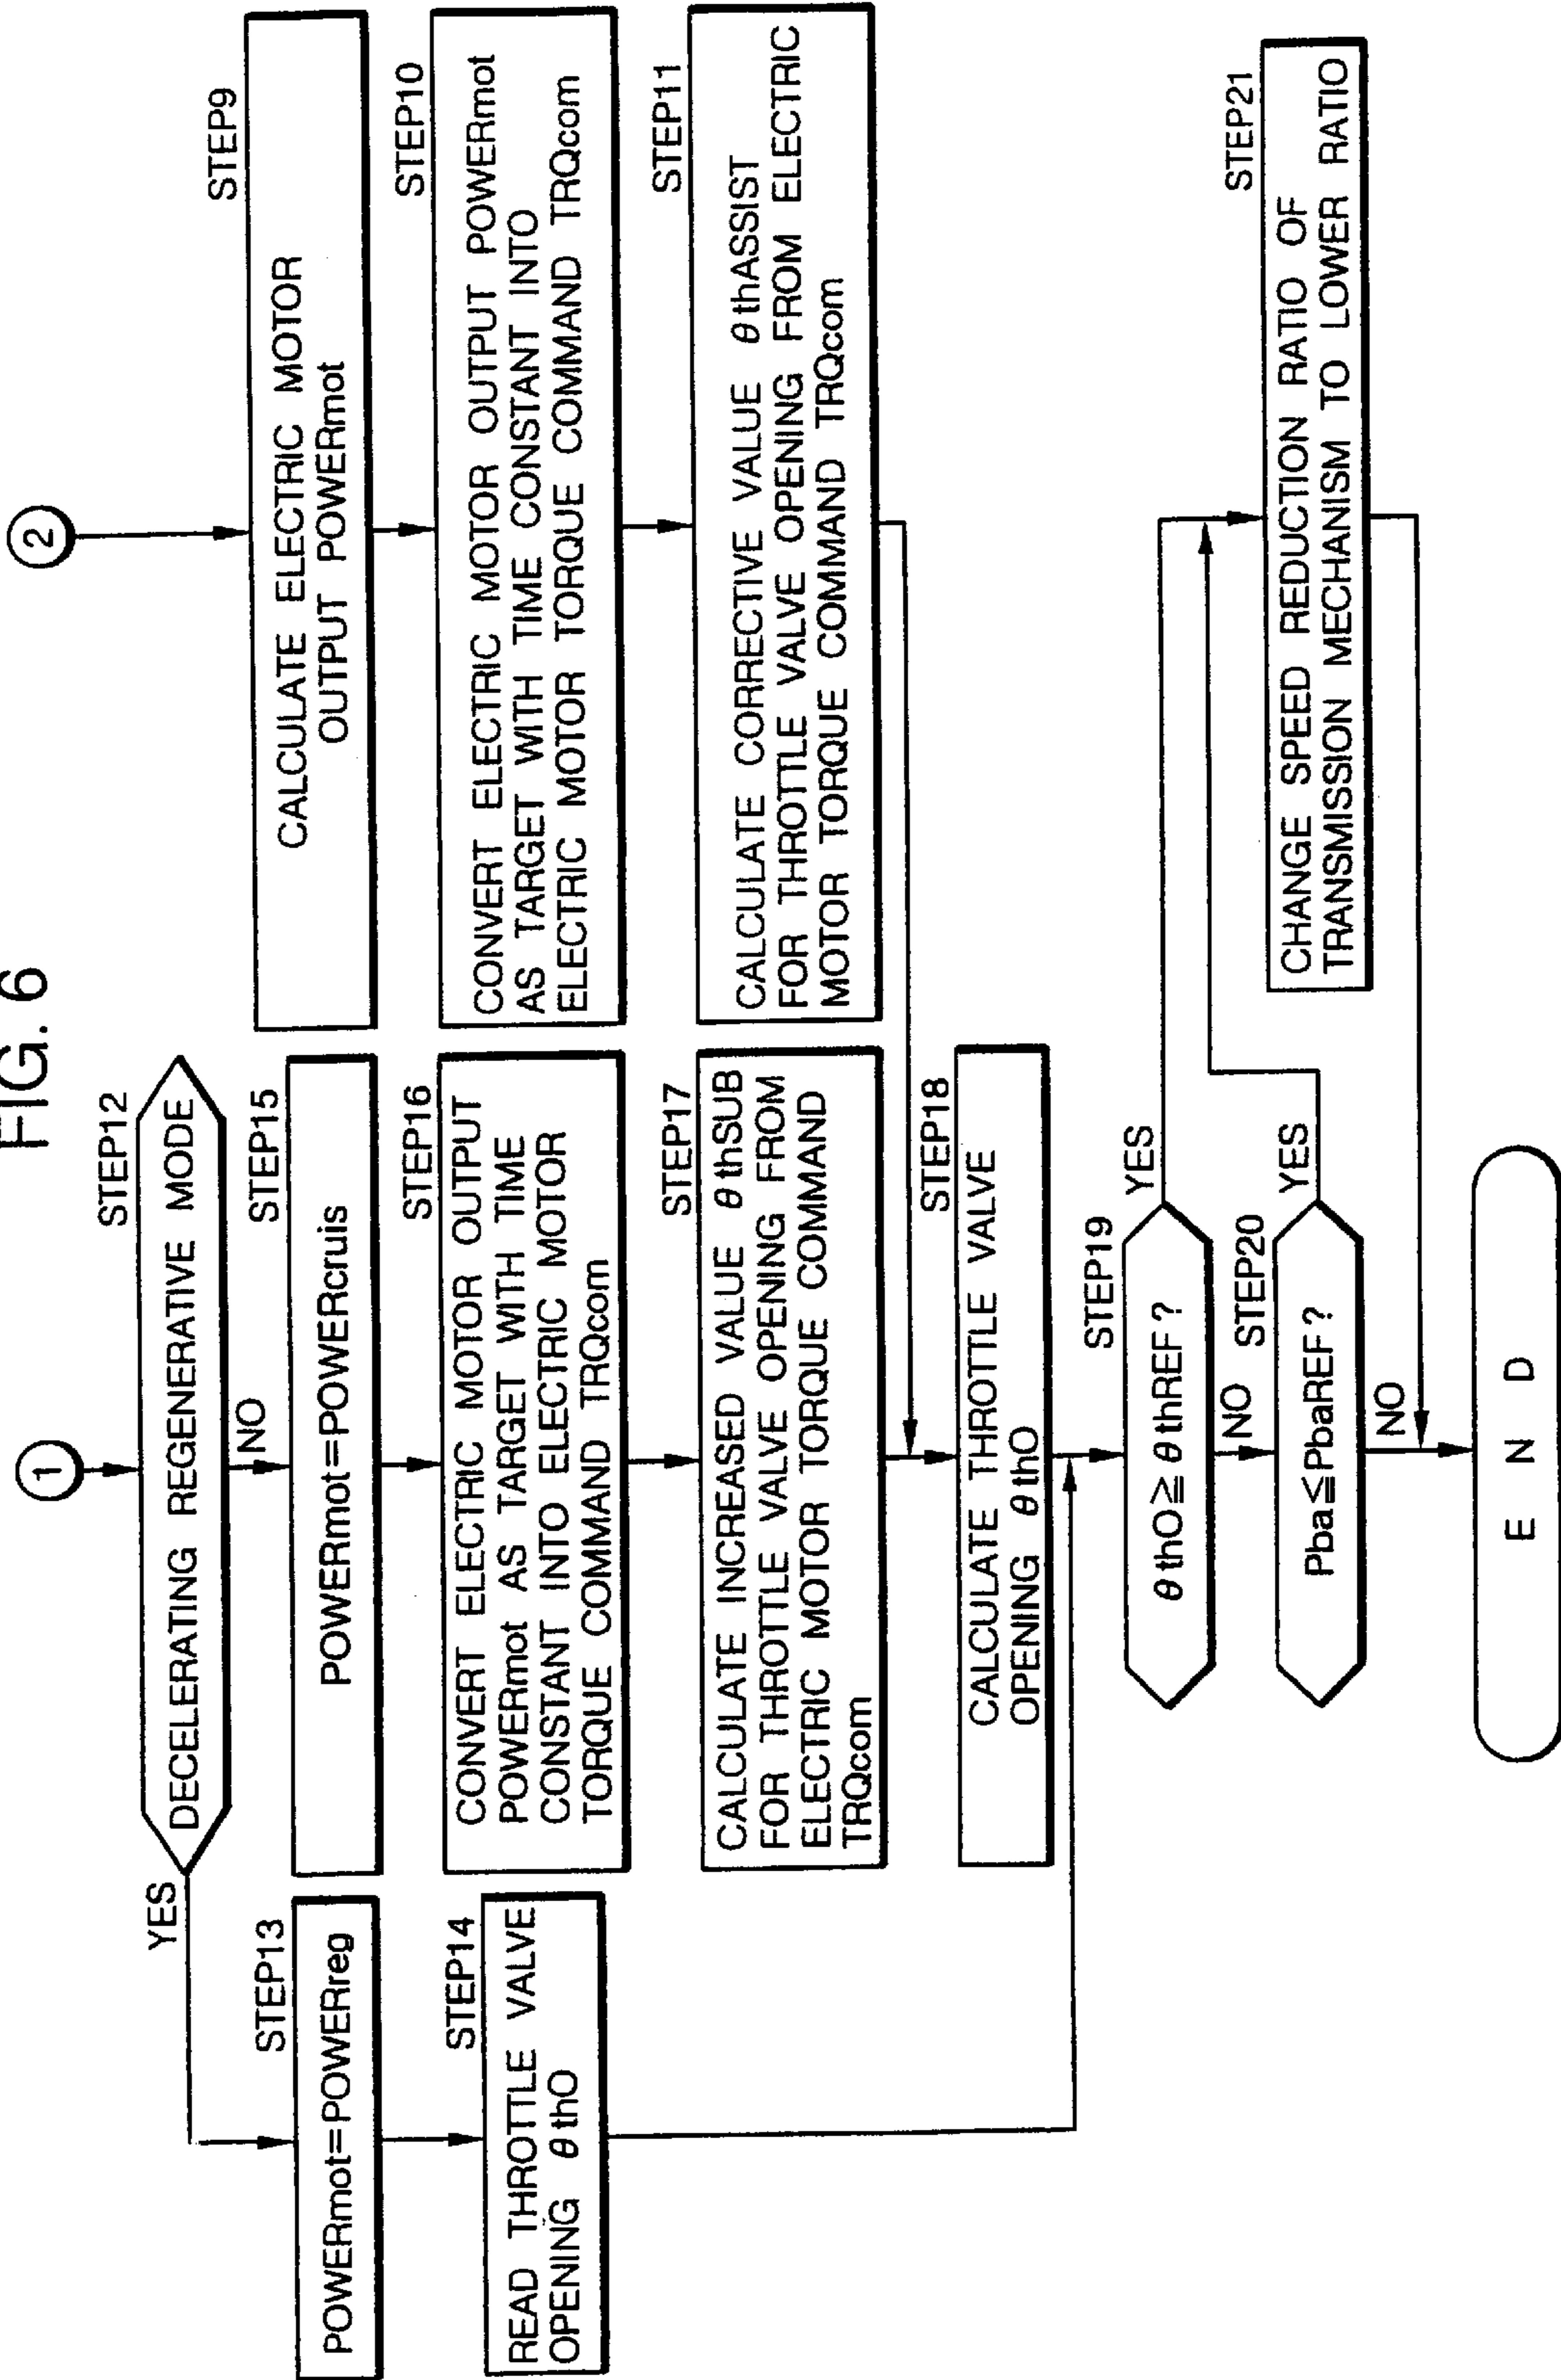 FIG. 6
1
STEP12
DECELERATING REGENERATIVE MODE
YES
NO
STEP13
POWERmot=POWERreg
STEP14
READ THROTTLE VALVE
OPENING θthO
STEP15
POWERmot=POWERcruis
STEP16
CONVERT ELECTRIC MOTOR OUTPUT
POWERmot AS TARGET WITH TIME
CONSTANT INTO ELECTRIC MOTOR
TORQUE COMMAND TRQcom
STEP17
CALCULATE INCREASED VALUE θthSUB
FOR THROTTLE VALVE OPENING FROM
ELECTRIC MOTOR TORQUE COMMAND
TRQcom
2
STEP9
CALCULATE ELECTRIC MOTOR
OUTPUT POWERmot
STEP10
CONVERT ELECTRIC MOTOR OUTPUT POWERmot
AS TARGET WITH TIME CONSTANT INTO
ELECTRIC MOTOR TORQUE COMMAND TRQcom
STEP11
CALCULATE CORRECTIVE VALUE θthASSIST
FOR THROTTLE VALVE OPENING FROM ELECTRIC
MOTOR TORQUE COMMAND TRQcom
STEP18
CALCULATE THROTTLE VALVE
OPENING θthO
STEP19
θthO≧θthREF?
YES
NO
STEP20
Pba≦PbaREF?
YES
NO
STEP21
CHANGE SPEED REDUCTION RATIO OF
TRANSMISSION MECHANISM TO LOWER RATIO
END